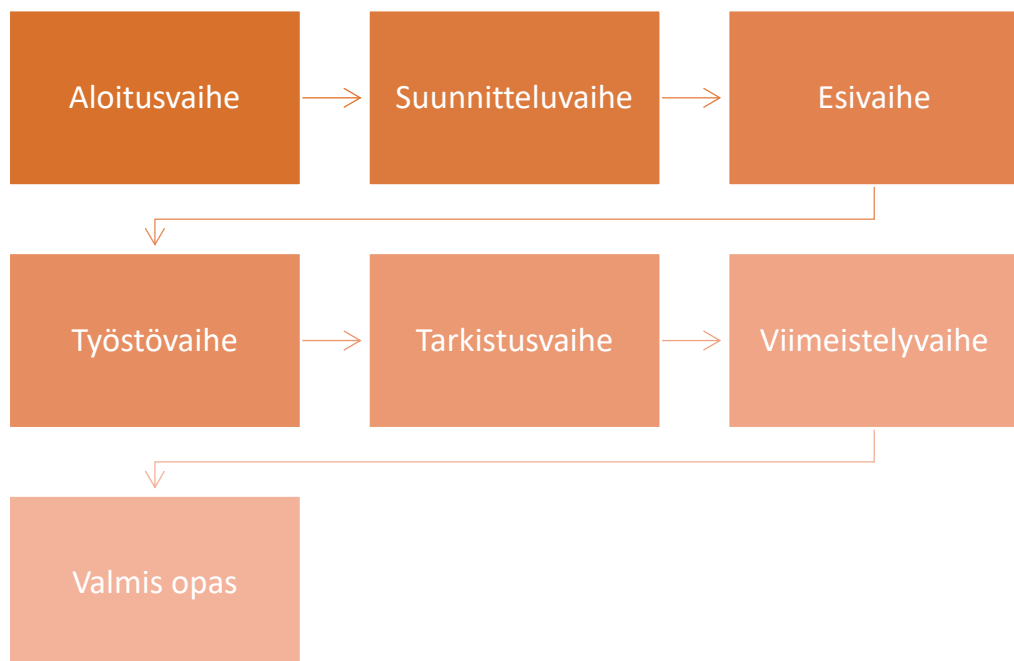 Aloitusvaihe
Suunnitteluvaihe
Esivaihe
Työstövaihe
Tarkistusvaihe
Viimeistelyvaihe
Valmis opas